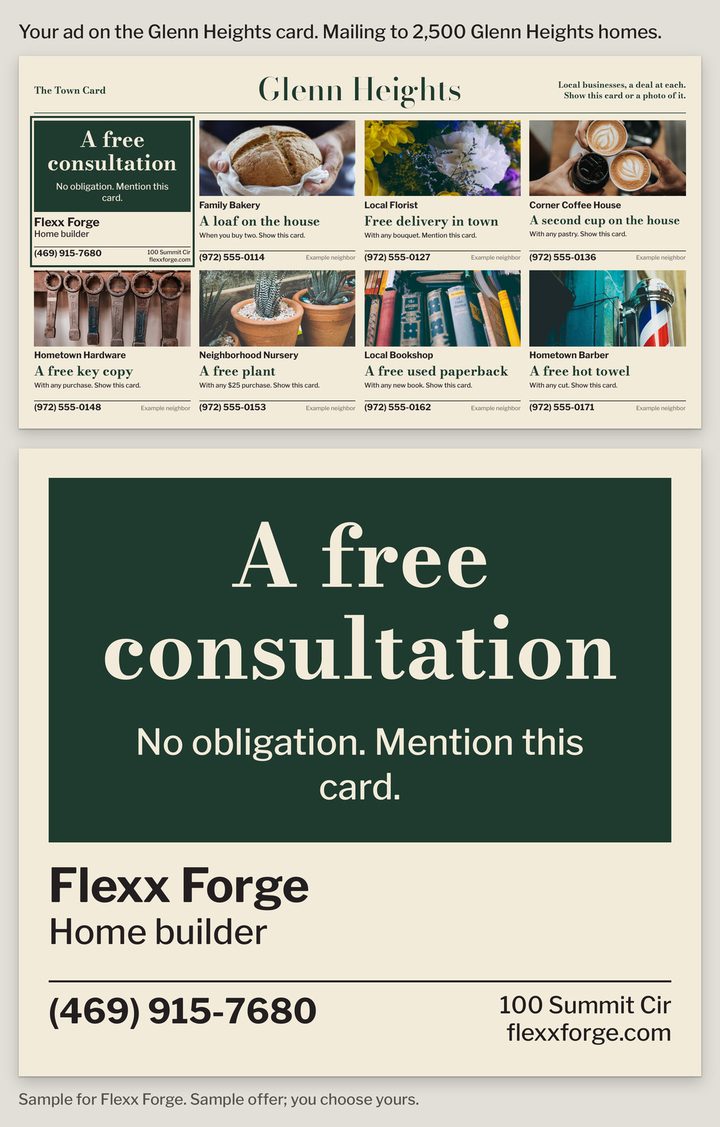 Your ad on the Glenn Heights card. Mailing to 2,500 Glenn Heights homes.
The Town Card
Glenn Heights
Local businesses, a deal at each.
Show this card or a photo of it.
A free
consultation
No obligation. Mention this
card.
Flexx Forge
Home builder
(469) 915-7680
100 Summit Cir
flexxforge.com
Family Bakery
A loaf on the house
When you buy two. Show this card.
(972) 555-0114
Example neighbor
Local Florist
Free delivery in town
With any bouquet. Mention this card.
(972) 555-0127
Example neighbor
Corner Coffee House
A second cup on the house
With any pastry. Show this card.
(972) 555-0136
Example neighbor
Hometown Hardware
A free key copy
With any purchase. Show this card.
(972) 555-0148
Example neighbor
Neighborhood Nursery
A free plant
With any $25 purchase. Show this card.
(972) 555-0153
Example neighbor
Local Bookshop
A free used paperback
With any new book. Show this card.
(972) 555-0162
Example neighbor
Hometown Barber
A free hot towel
With any cut. Show this card.
(972) 555-0171
Example neighbor
A free
consultation
No obligation. Mention this
card.
Flexx Forge
Home builder
(469) 915-7680
100 Summit Cir
flexxforge.com
Sample for Flexx Forge. Sample offer; you choose yours.